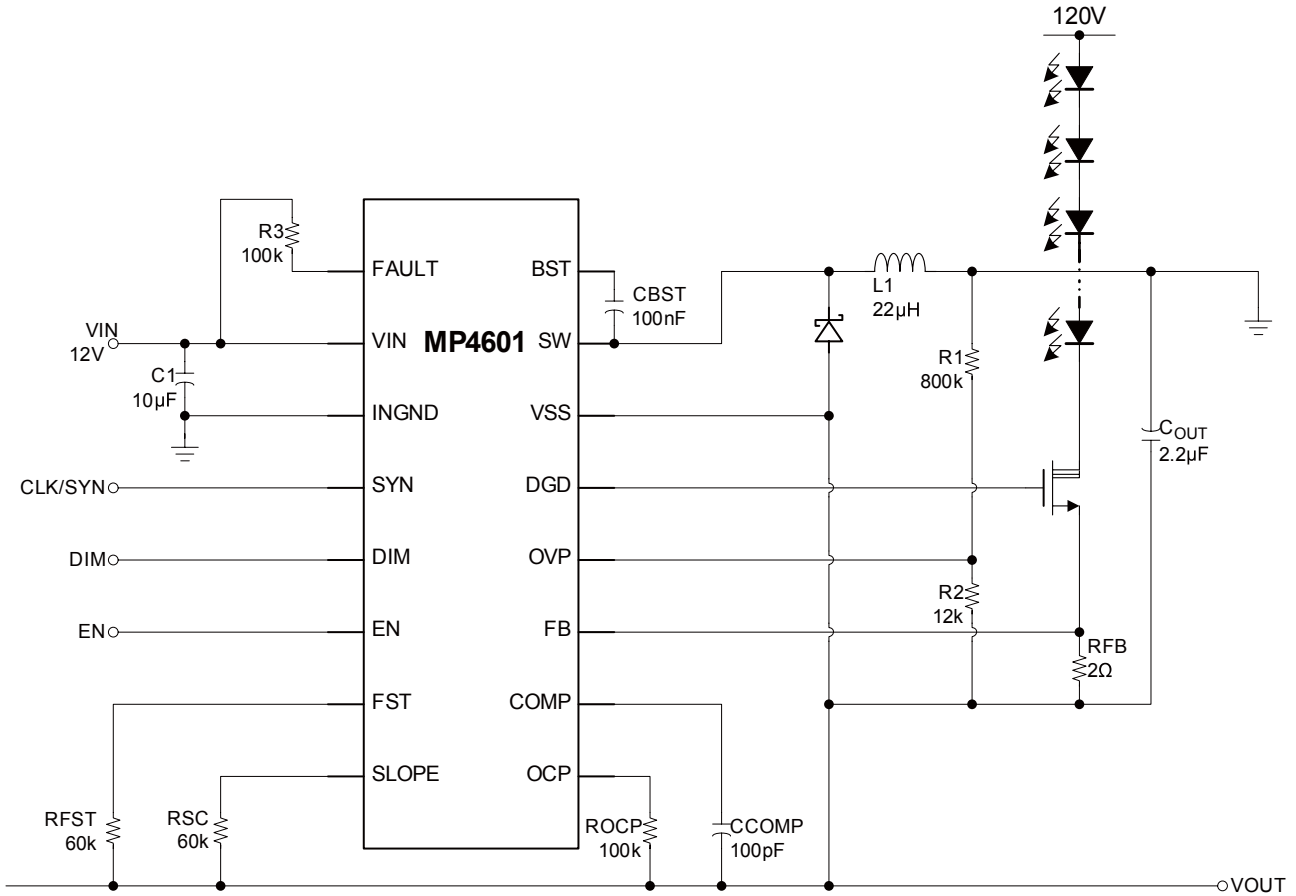 120V
R3
100k
FAULT
BST
CBST
100nF
L1
22µH
VIN
12V
VIN
MP4601
SW
R1
800k
C1
10µF
INGND
VSS
COUT
2.2µF
CLK/SYN
SYN
DGD
DIM
DIM
OVP
R2
12k
EN
EN
FB
RFB
2Ω
FST
COMP
SLOPE
OCP
RFST
60k
RSC
60k
ROCP
100k
CCOMP
100pF
VOUT